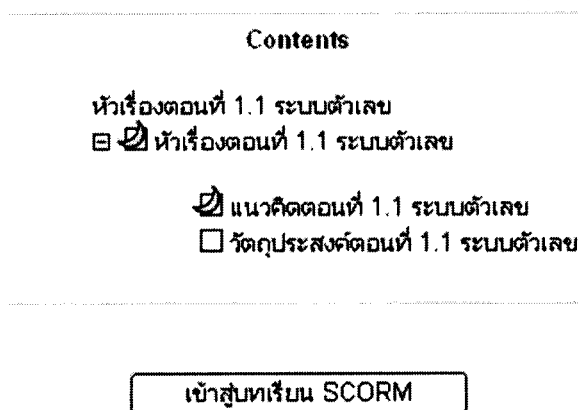 Contents
หัวเรื่องตอนที่ 1.1 ระบบตัวเลข
หัวเรื่องตอนที่ 1.1 ระบบตัวเลข
แนวคิดตอนที่ 1.1 ระบบตัวเลข
วัตถุประสงค์ตอนที่ 1.1 ระบบตัวเลข
เข้าสู่บทเรียน SCORM